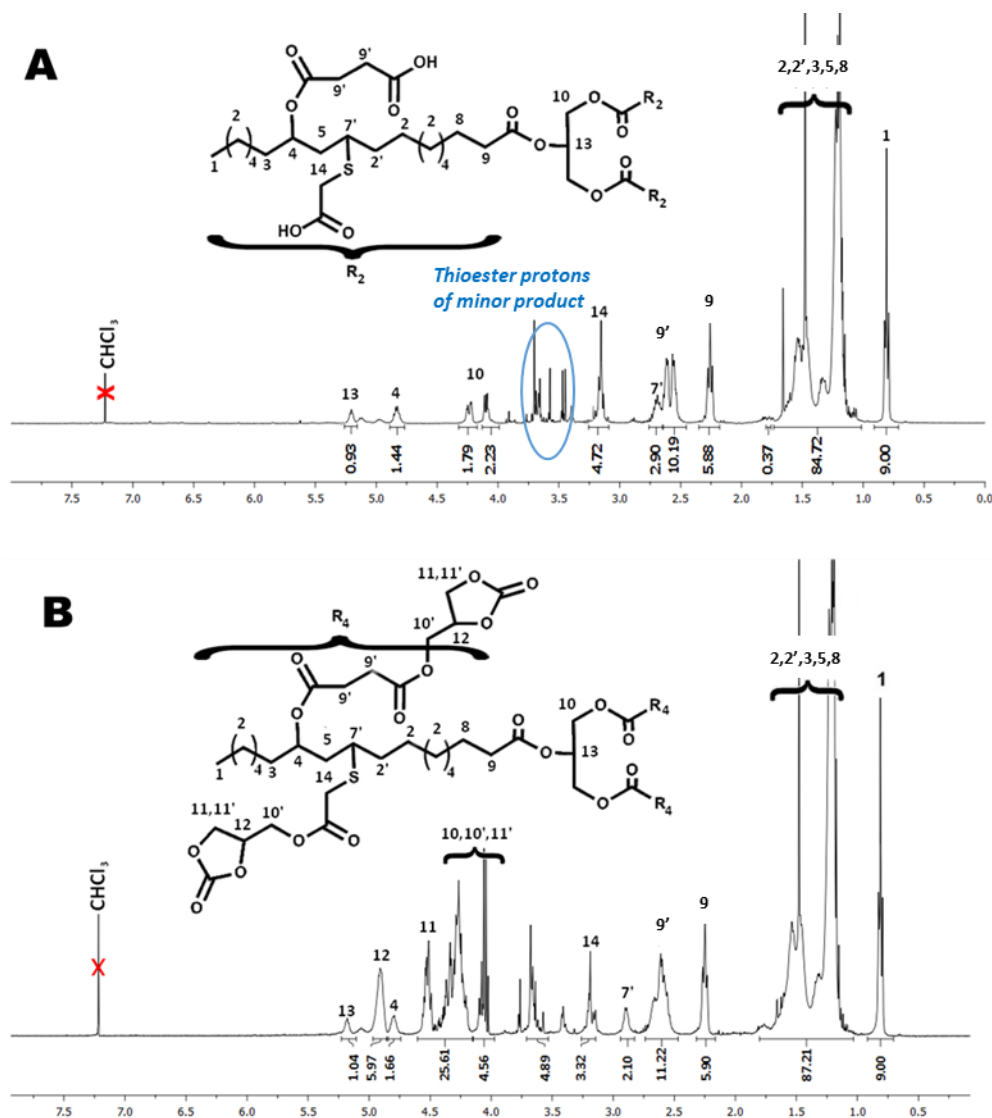 A
O
9'
OH
9'
O
O
(2)
4
1
3
4
5
7'
2
(2)
4
8
O
9
O
10
O
R2
O
13
14
S
2'
O
O
R2
HO
O
R2
2,2',3,5,8
1
Thioester protons
of minor product
CHCl3
13
4
10
14
7'
9'
9
0.93
1.44
1.79
2.23
4.72
2.90
10.19
5.88
0.37
84.72
9.00
7.5 7.0 6.5 6.0 5.5 5.0 4.5 4.0 3.5 3.0 2.5 2.0 1.5 1.0 0.5 0.0
B
11,11'
O
O
O
R4
10'
12
O
9'
O
9'
O
O
(2)
4
1
3
4
5
7'
2
(2)
4
8
O
9
O
10
O
R4
O
13
14
S
2'
O
O
R4
11,11'
12
10'
O
O
O
O
O
2,2',3,5,8
1
CHCl3
13
12
4
11
10,10',11'
14
7'
9'
9
1.04
5.97
1.66
25.61
4.56
4.89
3.32
2.10
11.22
5.90
87.21
9.00
7.5 7.0 6.5 6.0 5.5 5.0 4.5 4.0 3.5 3.0 2.5 2.0 1.5 1.0 0.5 0.0